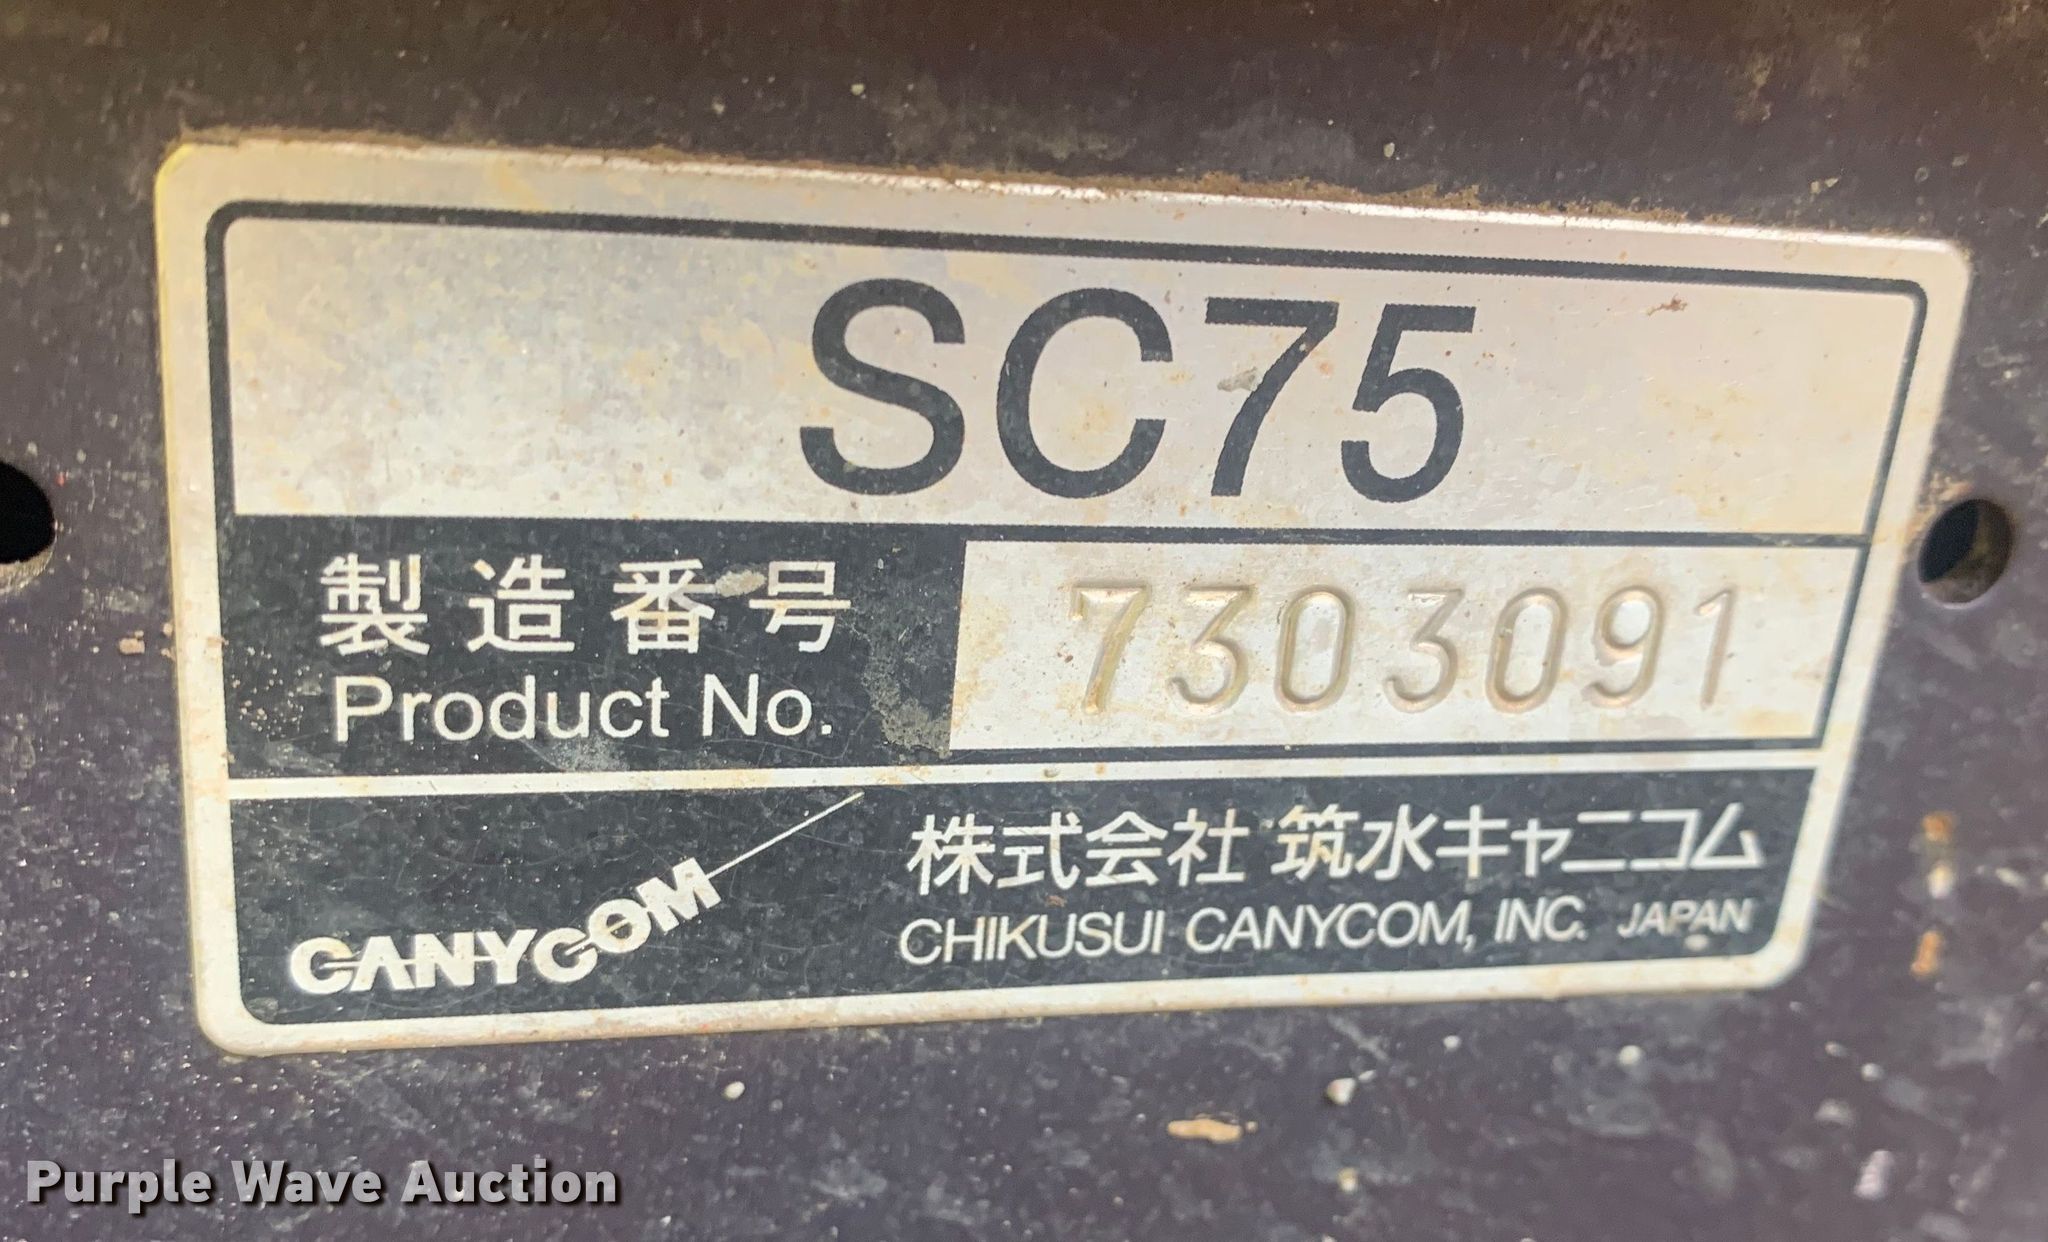 SC75
製造番号
Product No.
7303091
CANYCOM
株式会社 筑水キャニコム
CHIKUSUI CANYCOM, INC. JAPAN
Purple Wave Auction